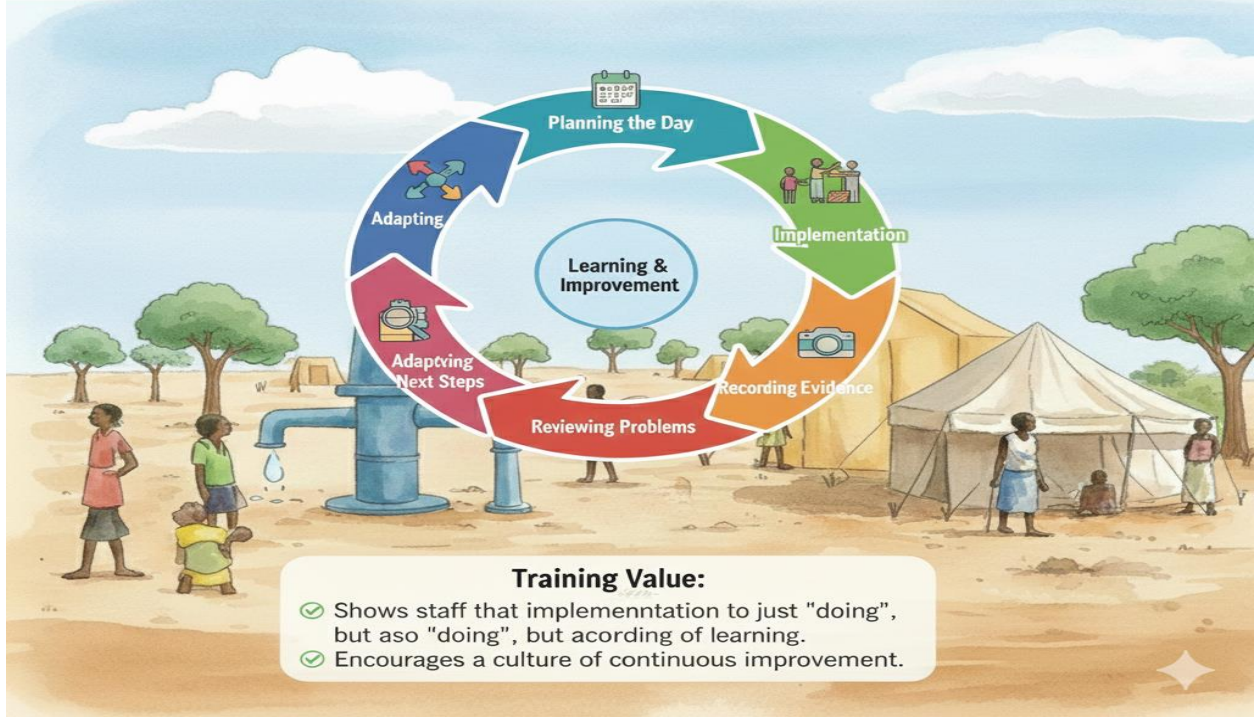 Planning the Day
Implementation
Recording Evidence
Reviewing Problems
Adaptving
Next Steps
Adapting
Learning &
Improvement
Training Value:
Shows staff that implemenntation to just "doing",
but aso "doing", but acording of learning.
Encourages a culture of continuous improvement.